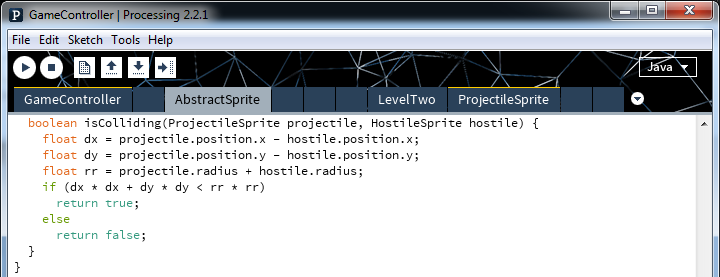 GameController | Processing 2.2.1
File Edit Sketch Tools Help
Java
GameController AbstractSprite LevelTwo ProjectileSprite
boolean isColliding(ProjectileSprite projectile, HostileSprite hostile) {
float dx = projectile.position.x - hostile.position.x;
float dy = projectile.position.y - hostile.position.y;
float rr = projectile.radius + hostile.radius;
if (dx * dx + dy * dy < rr * rr)
return true;
else
return false;
}
}